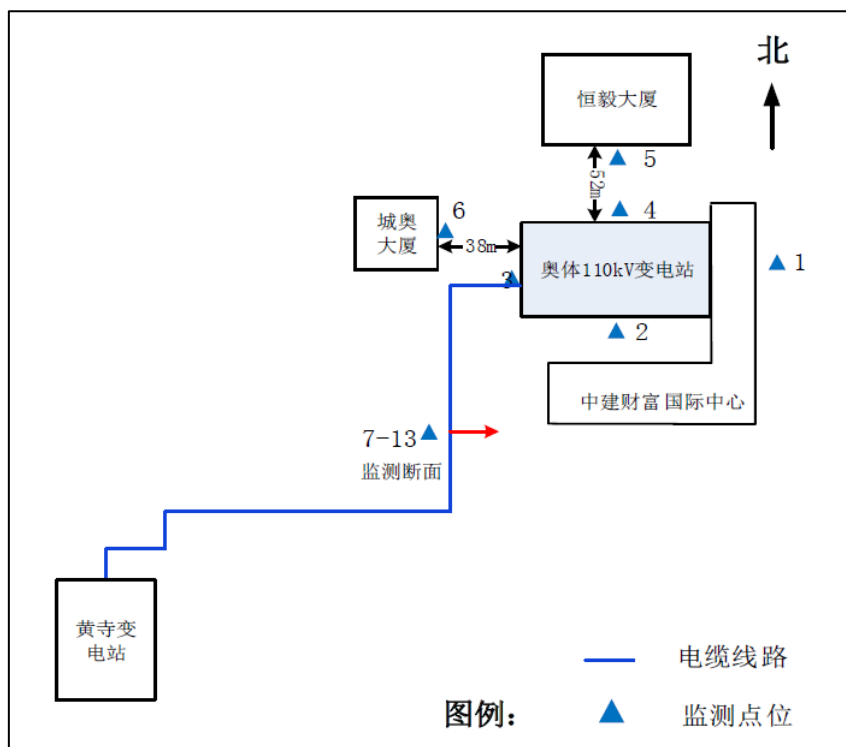 北
恒毅大厦
5
52m
城奥
大厦
6
4
38m
奥体110kV变电站
1
3
2
中建财富国际中心
7-13
监测断面
黄寺变
电站
电缆线路
图例：
监测点位